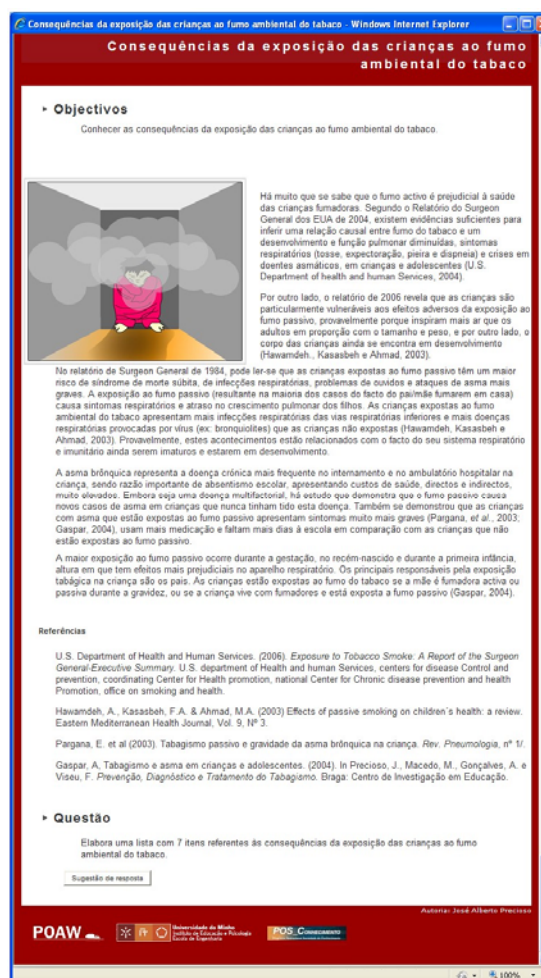 Consequências da exposição das crianças ao fumo ambiental do tabaco - Windows Internet Explorer
Consequências da exposição das crianças ao fumo
ambiental do tabaco
Objectivos
Conhecer as consequências da exposição das crianças ao fumo ambiental do tabaco.
Há muito que se sabe que o fumo activo é prejudicial à saúde
das crianças fumadoras. Segundo o Relatório do Surgeon
General dos EUA de 2004, existem evidências suficientes para
inferir uma relação causal entre fumo do tabaco e um
desenvolvimento e função pulmonar diminuídas, sintomas
respiratórios (tosse, expectoração, pieira e dispneia) e crises em
doentes asmáticos, em crianças e adolescentes (U.S.
Department of health and human Services, 2004).
Por outro lado, o relatório de 2006 revela que as crianças são
particularmente vulneráveis aos efeitos adversos da exposição ao
fumo passivo, provavelmente porque inspiram mais ar que os
adultos em proporção com o tamanho e peso, e por outro lado, o
corpo das crianças ainda se encontra em desenvolvimento
(Hawamdeh., Kasasbeh e Ahmad, 2003).
No relatório de Surgeon General de 1984, pode ler-se que as crianças expostas ao fumo passivo têm um maior
risco de síndrome de morte súbita, de infecções respiratórias, problemas de ouvidos e ataques de asma mais
graves. A exposição ao fumo passivo (resultante na maioria dos casos do facto do pai/mãe fumarem em casa)
causa sintomas respiratórios e atraso no crescimento pulmonar dos filhos. As crianças expostas ao fumo
ambiental do tabaco apresentam mais infecções respiratórias das vias respiratórias inferiores e mais doenças
respiratórias provocadas por vírus (ex: bronquiolites) que as crianças não expostas (Hawamdeh, Kasasbeh e
Ahmad, 2003). Provavelmente, estes acontecimentos estão relacionados com o facto do seu sistema respiratório
e imunitário ainda serem imaturos e estarem em desenvolvimento.
A asma brônquica representa a doença crónica mais frequente no internamento e no ambulatório hospitalar na
criança, sendo razão importante de absentismo escolar, apresentando custos de saúde, directos e indirectos,
muito elevados. Embora seja uma doença multifactorial, há estudo que demonstra que o fumo passivo causa
novos casos de asma em crianças que nunca tinham tido esta doença. Também se demonstrou que as crianças
com asma que estão expostas ao fumo passivo apresentam sintomas muito mais graves (Pargana, et al., 2003;
Gaspar, 2004), usam mais medicação e faltam mais dias à escola em comparação com as crianças que não
estão expostas ao fumo passivo.
A maior exposição ao fumo passivo ocorre durante a gestação, no recém-nascido e durante a primeira infância,
altura em que tem efeitos mais prejudiciais no aparelho respiratório. Os principais responsáveis pela exposição
tabágica na criança são os pais. As crianças estão expostas ao fumo do tabaco se a mãe é fumadora activa ou
passiva durante a gravidez, ou se a criança vive com fumadores e está exposta a fumo passivo (Gaspar, 2004).
Referências
U.S. Department of Health and Human Services. (2006). Exposure to Tobacco Smoke: A Report of the Surgeon
General-Executive Summary. U.S. department of Health and human Services, centers for disease Control and
prevention, coordinating Center for Health promotion, national Center for Chronic disease prevention and health
Promotion, office on smoking and health.
Hawamdeh, A., Kasasbeh, F.A. & Ahmad, M.A. (2003) Effects of passive smoking on children´s health: a review.
Eastern Mediterranean Health Journal, Vol. 9, Nº 3.
Pargana, E. et al (2003). Tabagismo passivo e gravidade da asma brônquica na criança. Rev. Pneumologia, nº 1/.
Gaspar, A, Tabagismo e asma em crianças e adolescentes. (2004). In Precioso, J., Macedo, M., Gonçalves, A. e
Viseu, F. Prevenção, Diagnóstico e Tratamento do Tabagismo. Braga: Centro de Investigação em Educação.
Questão
Elabora uma lista com 7 itens referentes às consequências da exposição das crianças ao fumo
ambiental do tabaco.
Sugestão de resposta
Autoria: José Alberto Precioso
POAW
Universidade do Minho
Instituto de Educação e Psicologia
Escola de Engenharia
POS_Conhecimento
100%